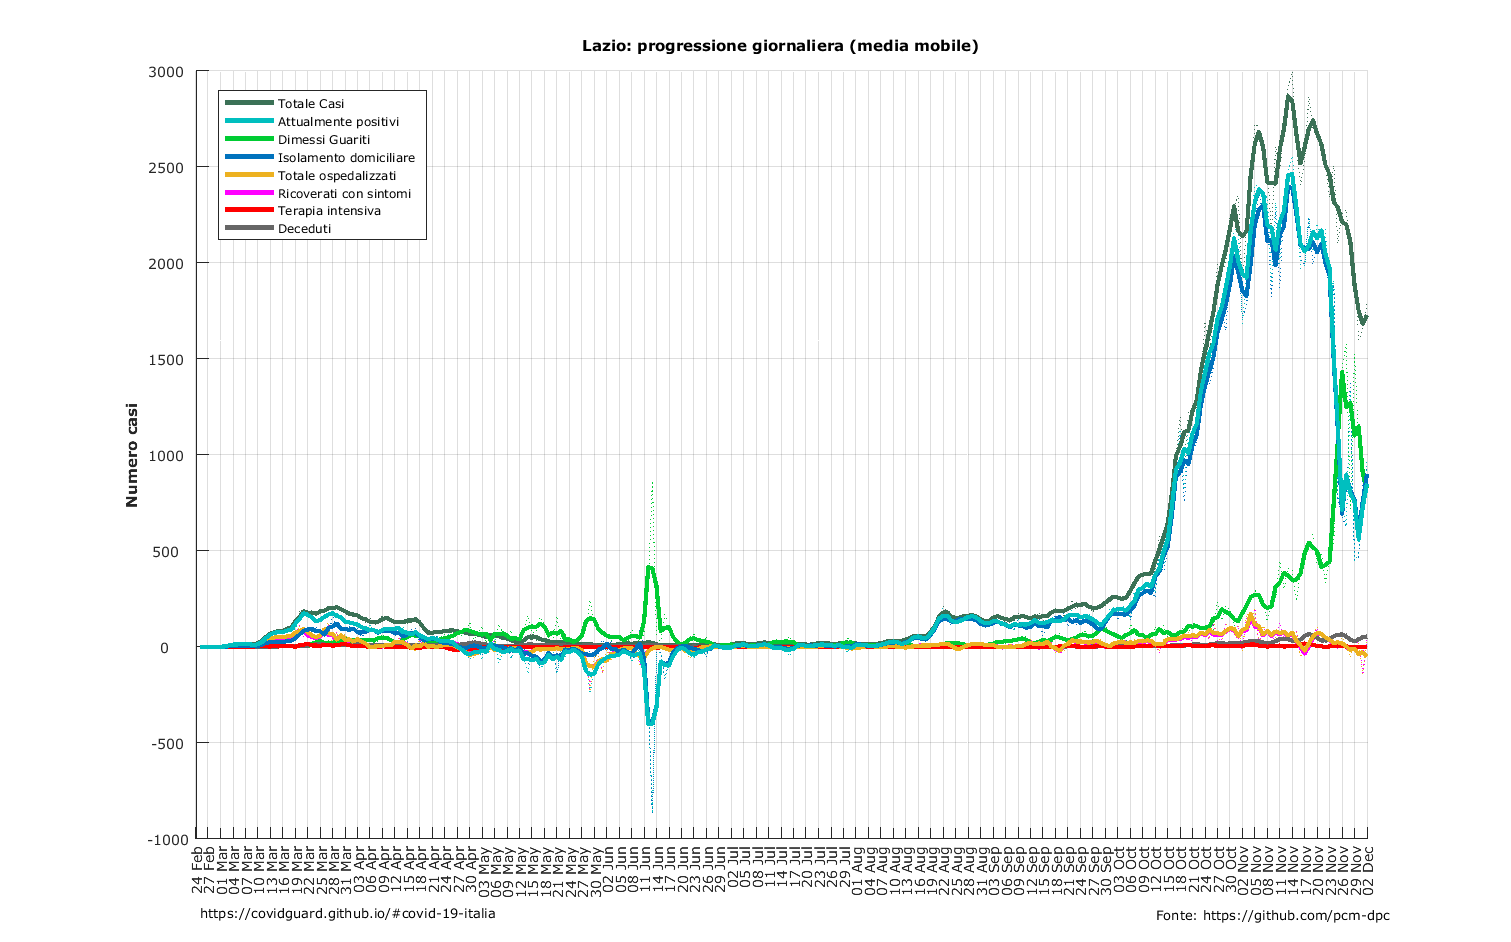 Lazio: progressione giornaliera (media mobile)
Numero casi
3000
2500
2000
1500
1000
500
0
-500
-1000
Totale Casi
Attualmente positivi
Dimessi Guariti
Isolamento domiciliare
Totale ospedalizzati
Ricoverati con sintomi
Terapia intensiva
Deceduti
24 Feb
27 Feb
01 Mar
04 Mar
07 Mar
10 Mar
13 Mar
16 Mar
19 Mar
22 Mar
25 Mar
28 Mar
31 Mar
03 Apr
06 Apr
09 Apr
12 Apr
15 Apr
18 Apr
21 Apr
24 Apr
27 Apr
30 Apr
03 May
06 May
09 May
12 May
15 May
18 May
21 May
24 May
27 May
30 May
02 Jun
05 Jun
08 Jun
11 Jun
14 Jun
17 Jun
20 Jun
23 Jun
26 Jun
29 Jun
02 Jul
05 Jul
08 Jul
11 Jul
14 Jul
17 Jul
20 Jul
23 Jul
26 Jul
29 Jul
01 Aug
04 Aug
07 Aug
10 Aug
13 Aug
16 Aug
19 Aug
22 Aug
25 Aug
28 Aug
31 Aug
03 Sep
06 Sep
09 Sep
12 Sep
15 Sep
18 Sep
21 Sep
24 Sep
27 Sep
30 Sep
03 Oct
06 Oct
09 Oct
12 Oct
15 Oct
18 Oct
21 Oct
24 Oct
27 Oct
30 Oct
02 Nov
05 Nov
08 Nov
11 Nov
14 Nov
17 Nov
20 Nov
23 Nov
26 Nov
29 Nov
02 Dec
https://covidguard.github.io/#covid-19-italia
Fonte: https://github.com/pcm-dpc